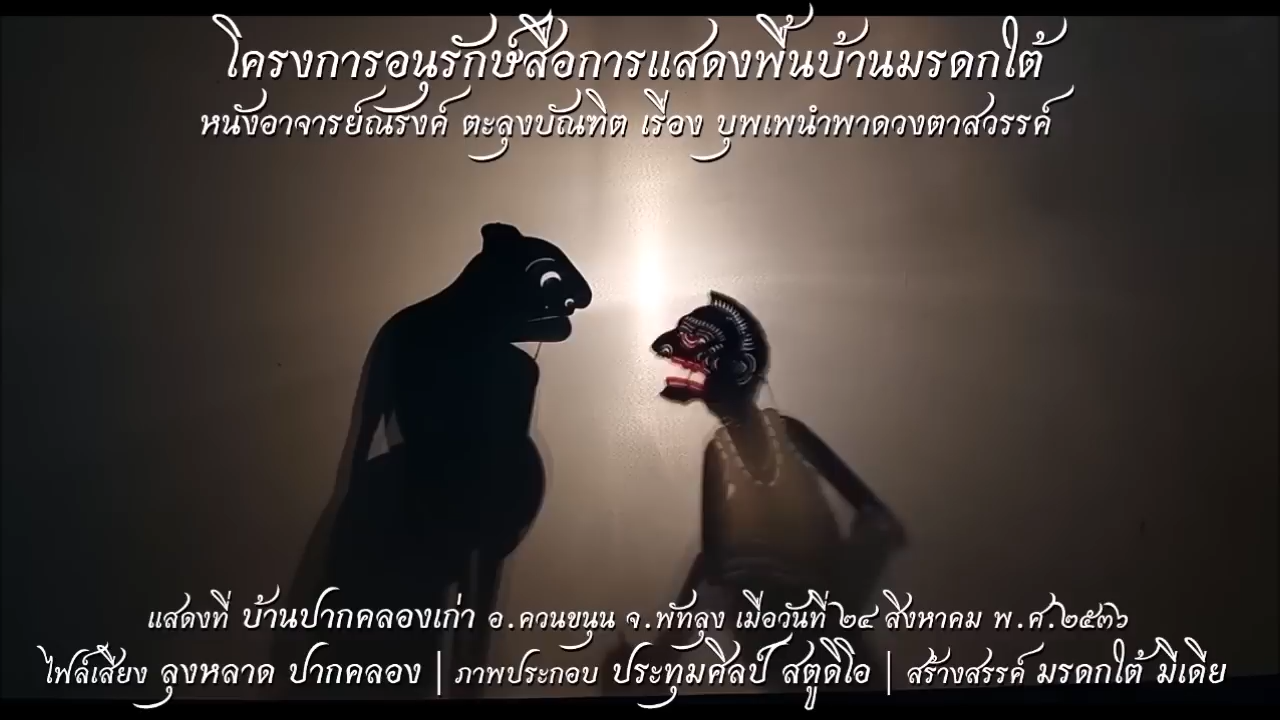 โครงการอนุรักษ์สื่อการแสดงพื้นบ้านมรดกใต้
หนังอาจารย์ณรงค์ ตะลุงบัณฑิต เรื่อง บุพเพนำพาดวงตาสวรรค์
แสดงที่ บ้านปากคลองเก่า อ.ควนขนุน จ.พัทลุง เมื่อวันที่ ๒๔ สิงหาคม พ.ศ.๒๕๓๖
ไฟล์เสียง ลุงหลาด ปากคลอง | ภาพประกอบ ประทุมศิลป์ สตูดิโอ | สร้างสรรค์ มรดกใต้ มีเดีย